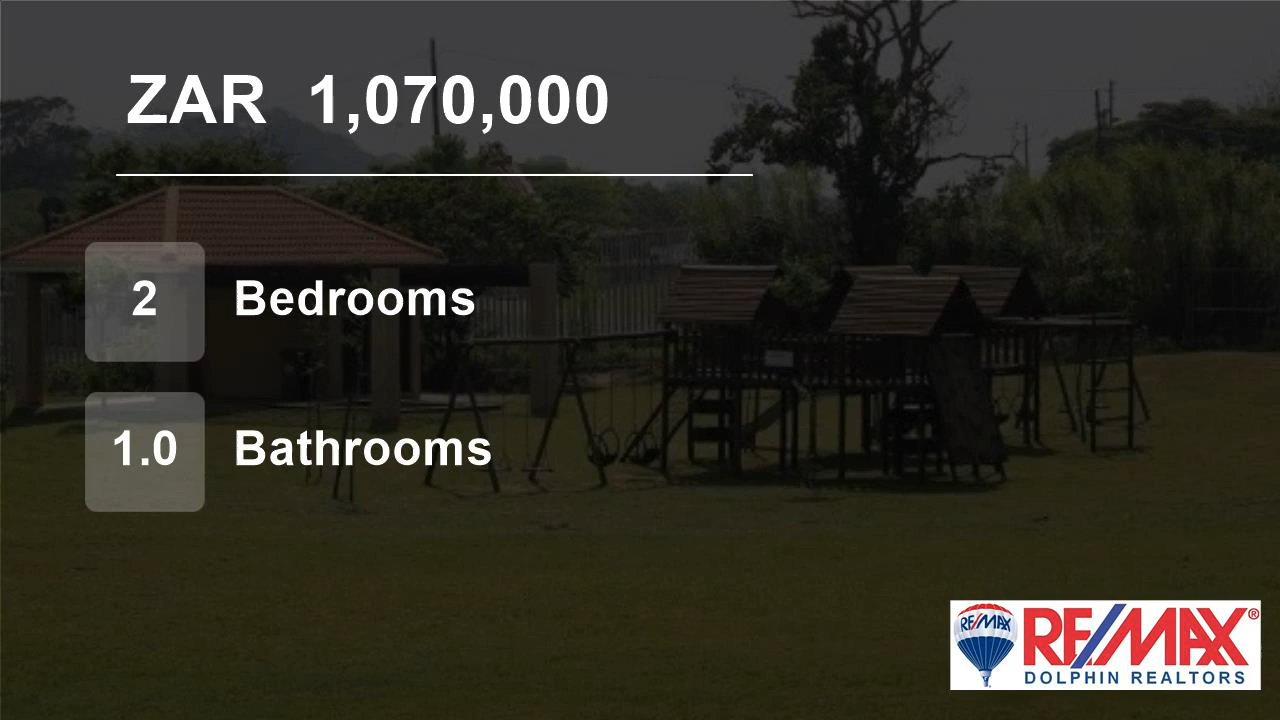 ZAR 1,070,000
2 Bedrooms
1.0 Bathrooms
RE/MAX RE/MAX®
DOLPHIN REALTORS